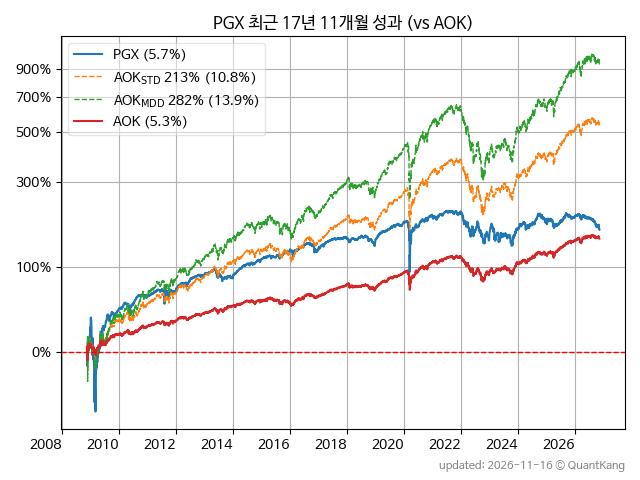 PGX 최근 17년 11개월 성과 (vs AOK)
PGX (5.7%)
AOK_STD 213% (10.8%)
AOK_MDD 282% (13.9%)
AOK (5.3%)
900%
700%
500%
300%
100%
0%
2008 2010 2012 2014 2016 2018 2020 2022 2024 2026
updated: 2026-11-16 © QuantKang